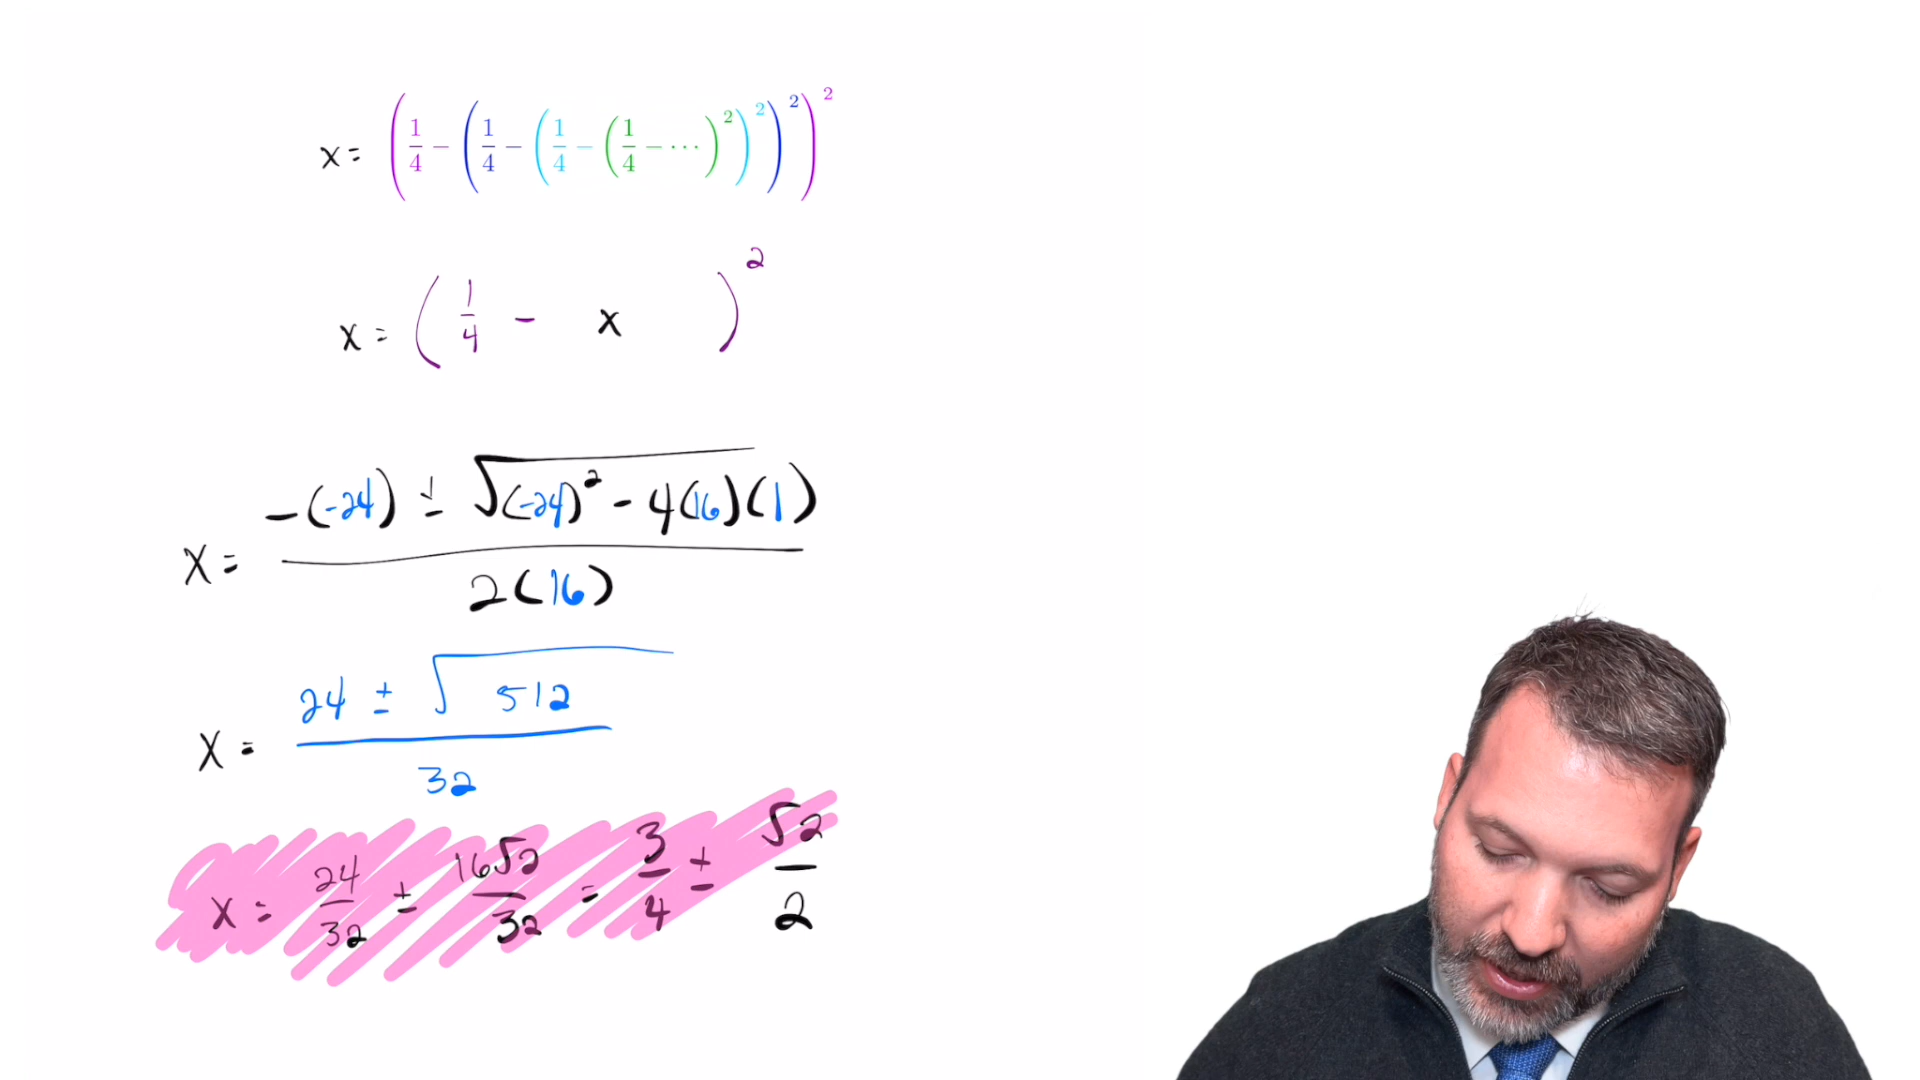 x = (1/4 − (1/4 − (1/4 − (1/4 − ⋯)²)²)²)²
x = (1/4 − x)²
x = (−(−24) ± √((−24)² − 4(16)(1))) / 2(16)
x = (24 ± √512) / 32
x = 24/32 ± 16√2/32 = 3/4 ± √2/2